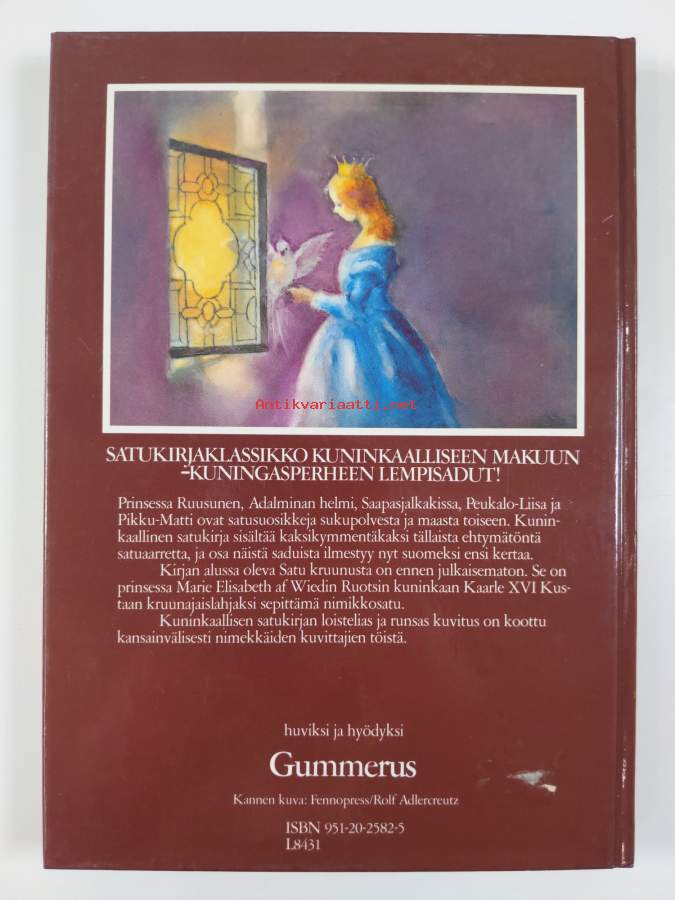 Antikvariaatti.net
SATUKIRJAKLASSIKKO KUNINKAALLISEEN MAKUUN
-KUNINGASPERHEEN LEMPISADUT!
Prinsessa Ruusunen, Adalminan helmi, Saapasjalkakissa, Peukalo-Liisa ja
Pikku-Matti ovat satusuosikkeja sukupolvesta ja maasta toiseen. Kunin-
kaallinen satukirja sisältää kaksikymmentäkaksi tällaista ehtymätöntä
satuaarretta, ja osa näistä saduista ilmestyy nyt suomeksi ensi kertaa.
Kirjan alussa oleva Satu kruunusta on ennen julkaisematon. Se on
prinsessa Marie Elisabeth af Wiedin Ruotsin kuninkaan Kaarle XVI Kus-
taan kruunajaislahjaksi sepittämä nimikkosatu.
Kuninkaallisen satukirjan loistelias ja runsas kuvitus on koottu
kansainvälisesti nimekkäiden kuvittajien töistä.
huviksi ja hyödyksi
Gummerus
Kannen kuva: Fennopress/Rolf Adlercreutz
ISBN 951-20-2582-5
L8431